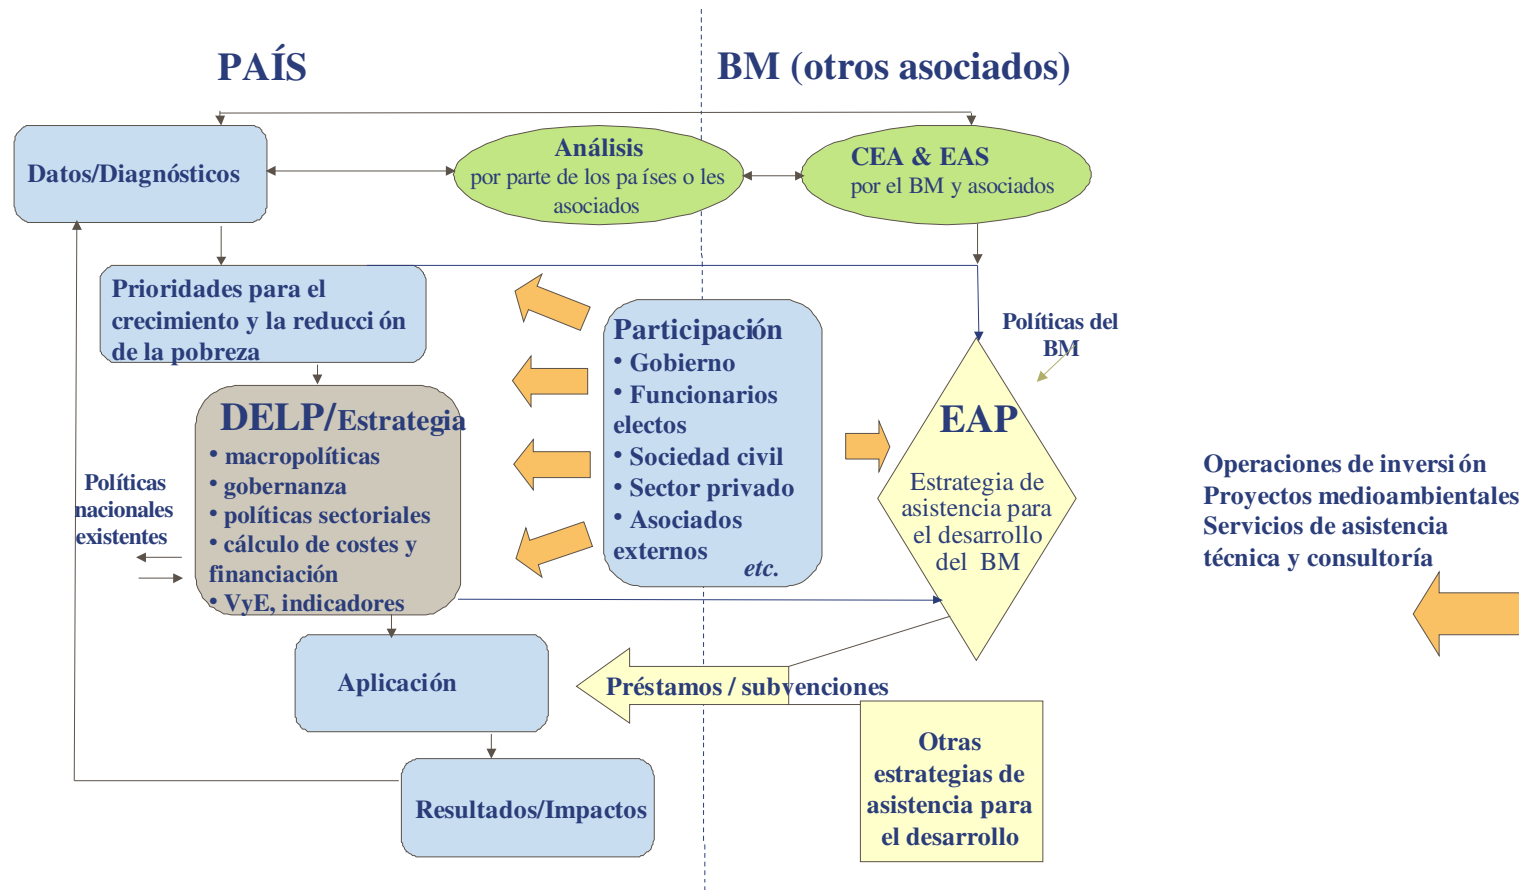 PAÍS
BM (otros asociados)
Datos/Diagnósticos
Análisis
por parte de los pa íses o les
asociados
CEA & EAS
por el BM y asociados
Prioridades para el
crecimiento y la reducci ón
de la pobreza
Participación
• Gobierno
• Funcionarios
electos
• Sociedad civil
• Sector privado
• Asociados
externos
etc.
Políticas del
BM
DELP/Estrategia
• macropolíticas
• gobernanza
• políticas sectoriales
• cálculo de costes y
financiación
• VyE, indicadores
Políticas
nacionales
existentes
EAP
Estrategia de
asistencia para
el desarrollo
del BM
Operaciones de inversi ón
Proyectos medioambientales
Servicios de asistencia
técnica y consultoría
Aplicación
Préstamos / subvenciones
Otras
estrategias de
asistencia para
el desarrollo
Resultados/Impactos